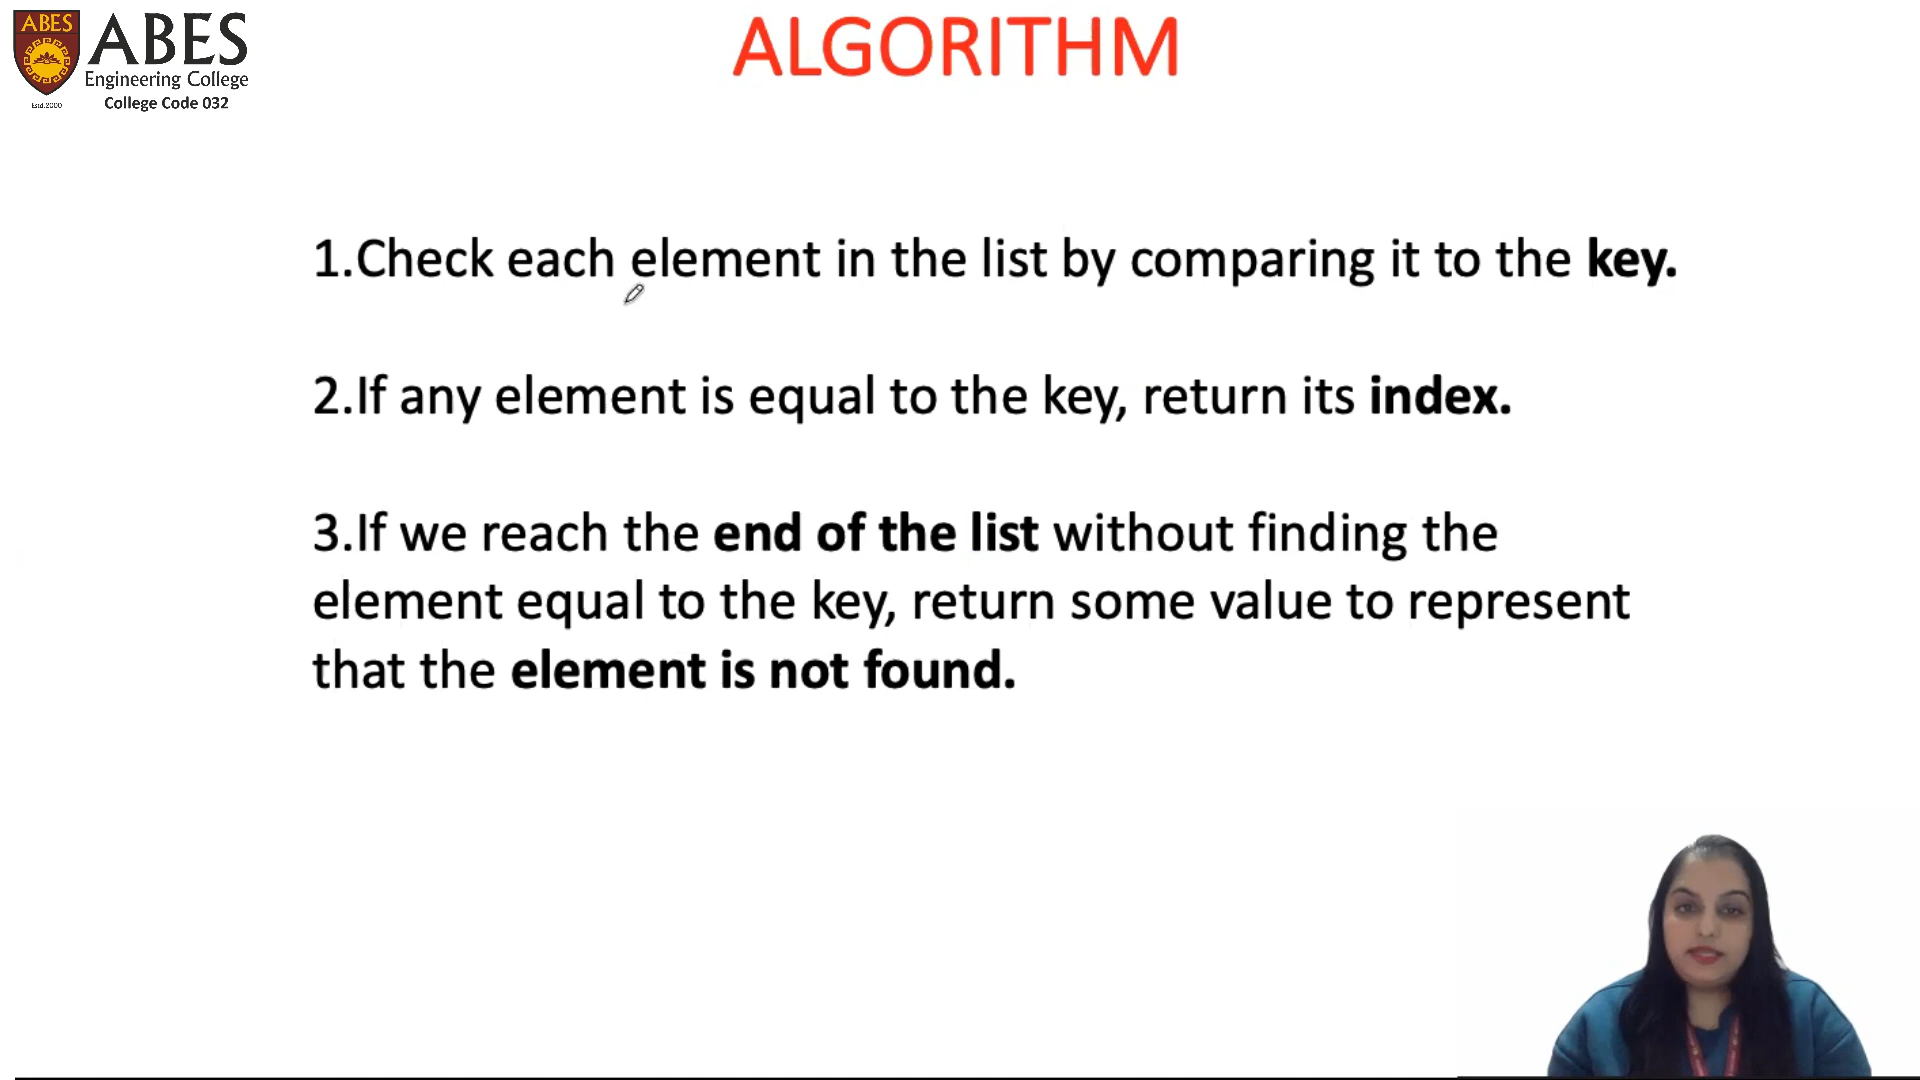 ABES
ABES
Engineering College
College Code 032
Estd.2000
ALGORITHM
1.Check each element in the list by comparing it to the key.
2.If any element is equal to the key, return its index.
3.If we reach the end of the list without finding the
element equal to the key, return some value to represent
that the element is not found.